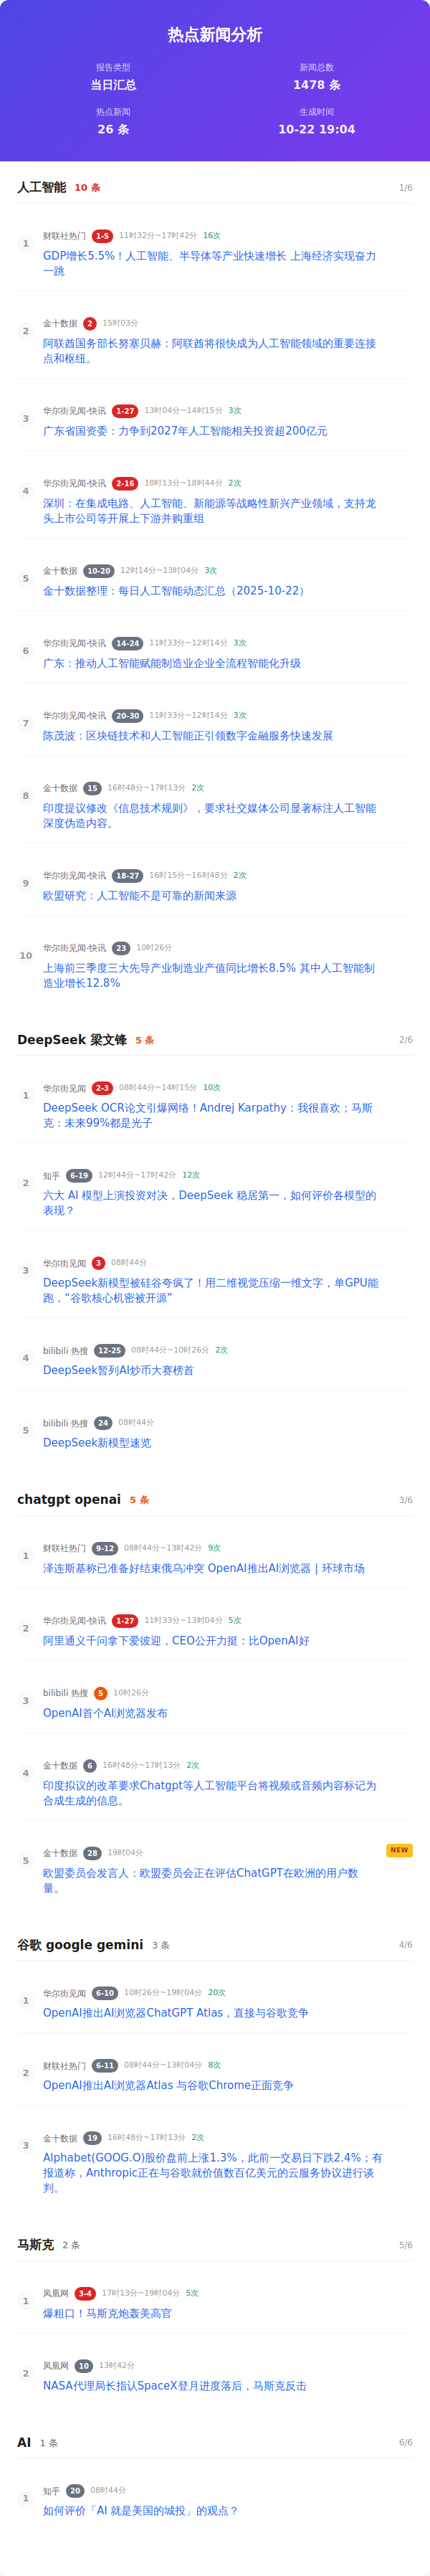 热点新闻分析
报告类型
当日汇总
新闻总数
1478 条
热点新闻
26 条
生成时间
10-22 19:04
人工智能 10 条 1/6
1 财联社热门 1-5 11时32分~17时42分 16次
GDP增长5.5%！人工智能、半导体等产业快速增长 上海经济实现奋力
一跳
2 金十数据 2 15时03分
阿联酋国务部长努塞贝赫：阿联酋将很快成为人工智能领域的重要连接
点和枢纽。
3 华尔街见闻-快讯 1-27 13时04分~14时15分 3次
广东省国资委：力争到2027年人工智能相关投资超200亿元
4 华尔街见闻-快讯 2-16 18时13分~18时44分 2次
深圳：在集成电路、人工智能、新能源等战略性新兴产业领域，支持龙
头上市公司等开展上下游并购重组
5 金十数据 10-20 12时14分~13时04分 3次
金十数据整理：每日人工智能动态汇总（2025-10-22）
6 华尔街见闻-快讯 14-24 11时33分~12时14分 3次
广东：推动人工智能赋能制造业企业全流程智能化升级
7 华尔街见闻-快讯 20-30 11时33分~12时14分 3次
陈茂波：区块链技术和人工智能正引领数字金融服务快速发展
8 金十数据 15 16时48分~17时13分 2次
印度提议修改《信息技术规则》，要求社交媒体公司显著标注人工智能
深度伪造内容。
9 华尔街见闻-快讯 18-27 16时15分~16时48分 2次
欧盟研究：人工智能不是可靠的新闻来源
10 华尔街见闻-快讯 23 10时26分
上海前三季度三大先导产业制造业产值同比增长8.5% 其中人工智能制
造业增长12.8%
DeepSeek 梁文锋 5 条 2/6
1 华尔街见闻 2-3 08时44分~14时15分 10次
DeepSeek OCR论文引爆网络！Andrej Karpathy：我很喜欢；马斯
克：未来99%都是光子
2 知乎 6-19 12时44分~17时42分 12次
六大 AI 模型上演投资对决，DeepSeek 稳居第一，如何评价各模型的
表现？
3 华尔街见闻 3 08时44分
DeepSeek新模型被硅谷夸疯了！用二维视觉压缩一维文字，单GPU能
跑，“谷歌核心机密被开源”
4 bilibili 热搜 12-25 08时44分~10时26分 2次
DeepSeek暂列AI炒币大赛榜首
5 bilibili 热搜 24 08时44分
DeepSeek新模型速览
chatgpt openai 5 条 3/6
1 财联社热门 9-12 08时44分~13时42分 9次
泽连斯基称已准备好结束俄乌冲突 OpenAI推出AI浏览器 | 环球市场
2 华尔街见闻-快讯 1-27 11时33分~13时04分 5次
阿里通义千问拿下爱彼迎，CEO公开力挺：比OpenAI好
3 bilibili 热搜 5 10时26分
OpenAI首个AI浏览器发布
4 金十数据 6 16时48分~17时13分 2次
印度拟议的改革要求Chatgpt等人工智能平台将视频或音频内容标记为
合成生成的信息。
5 金十数据 28 19时04分 NEW
欧盟委员会发言人：欧盟委员会正在评估ChatGPT在欧洲的用户数
量。
谷歌 google gemini 3 条 4/6
1 华尔街见闻 6-10 10时26分~19时04分 20次
OpenAI推出AI浏览器ChatGPT Atlas，直接与谷歌竞争
2 财联社热门 6-11 08时44分~13时04分 8次
OpenAI推出AI浏览器Atlas 与谷歌Chrome正面竞争
3 金十数据 19 16时48分~17时13分 2次
Alphabet(GOOG.O)股价盘前上涨1.3%，此前一交易日下跌2.4%；有
报道称，Anthropic正在与谷歌就价值数百亿美元的云服务协议进行谈
判。
马斯克 2 条 5/6
1 凤凰网 3-4 17时13分~19时04分 5次
爆粗口！马斯克炮轰美高官
2 凤凰网 10 13时42分
NASA代理局长指认SpaceX登月进度落后，马斯克反击
AI 1 条 6/6
1 知乎 20 08时44分
如何评价「AI 就是美国的城投」的观点？